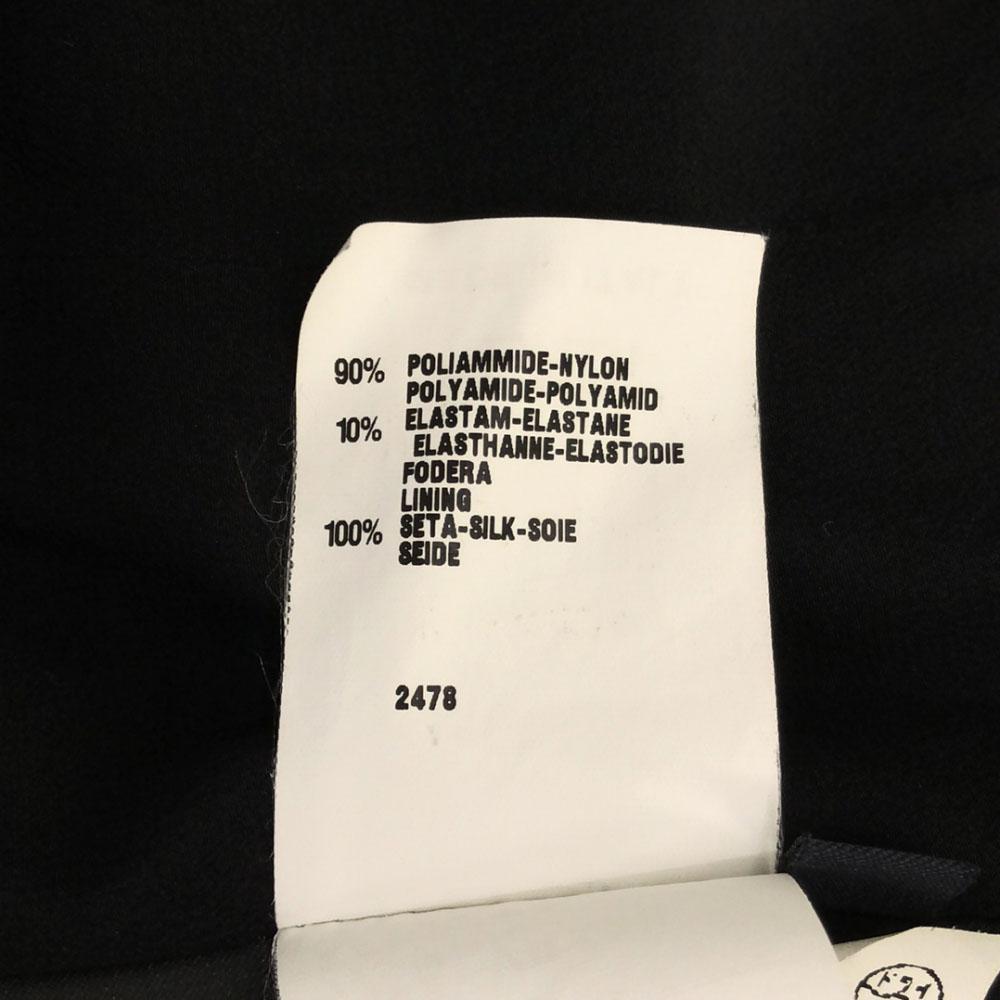 90% POLIAMMIDE-NYLON
POLYAMIDE-POLYAMID
10% ELASTAM-ELASTANE
ELASTHANNE-ELASTODIE
FODERA
LINING
100% SETA-SILK-SOIE
SEIDE
2478